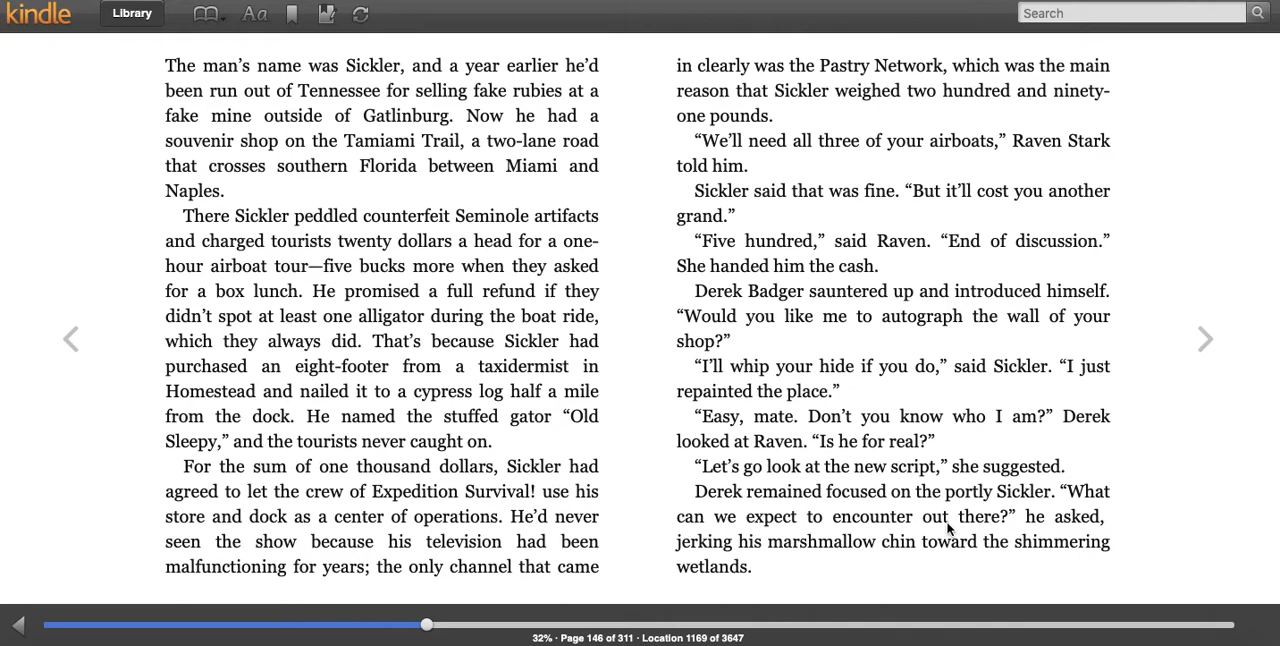 kindle
Library
Aa
Search
The man’s name was Sickler, and a year earlier he’d
been run out of Tennessee for selling fake rubies at a
fake mine outside of Gatlinburg. Now he had a
souvenir shop on the Tamiami Trail, a two-lane road
that crosses southern Florida between Miami and
Naples.
There Sickler peddled counterfeit Seminole artifacts
and charged tourists twenty dollars a head for a one-
hour airboat tour—five bucks more when they asked
for a box lunch. He promised a full refund if they
didn’t spot at least one alligator during the boat ride,
which they always did. That’s because Sickler had
purchased an eight-footer from a taxidermist in
Homestead and nailed it to a cypress log half a mile
from the dock. He named the stuffed gator “Old
Sleepy,” and the tourists never caught on.
For the sum of one thousand dollars, Sickler had
agreed to let the crew of Expedition Survival! use his
store and dock as a center of operations. He’d never
seen the show because his television had been
malfunctioning for years; the only channel that came
in clearly was the Pastry Network, which was the main
reason that Sickler weighed two hundred and ninety-
one pounds.
“We’ll need all three of your airboats,” Raven Stark
told him.
Sickler said that was fine. “But it’ll cost you another
grand.”
“Five hundred,” said Raven. “End of discussion.”
She handed him the cash.
Derek Badger sauntered up and introduced himself.
“Would you like me to autograph the wall of your
shop?”
“I’ll whip your hide if you do,” said Sickler. “I just
repainted the place.”
“Easy, mate. Don’t you know who I am?” Derek
looked at Raven. “Is he for real?”
“Let’s go look at the new script,” she suggested.
Derek remained focused on the portly Sickler. “What
can we expect to encounter out there?” he asked,
jerking his marshmallow chin toward the shimmering
wetlands.
32% · Page 146 of 311 · Location 1169 of 3647